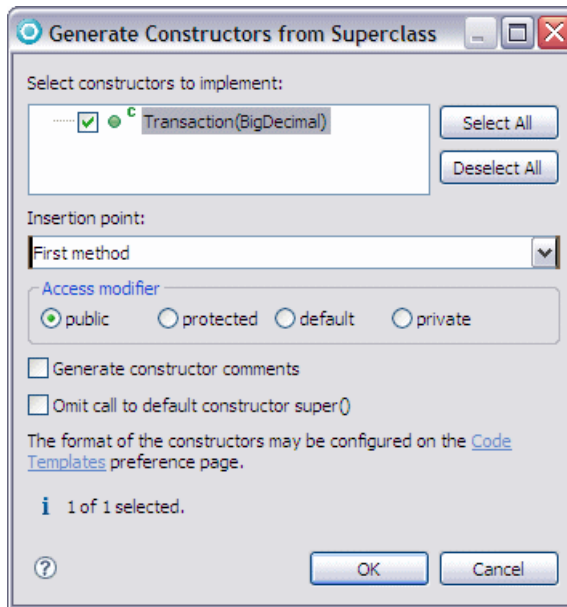 Generate Constructors from Superclass
Select constructors to implement:
C Transaction(BigDecimal)
Select All
Deselect All
Insertion point:
First method
Access modifier
public protected default private
Generate constructor comments
Omit call to default constructor super()
The format of the constructors may be configured on the Code
Templates preference page.
i 1 of 1 selected.
? OK Cancel